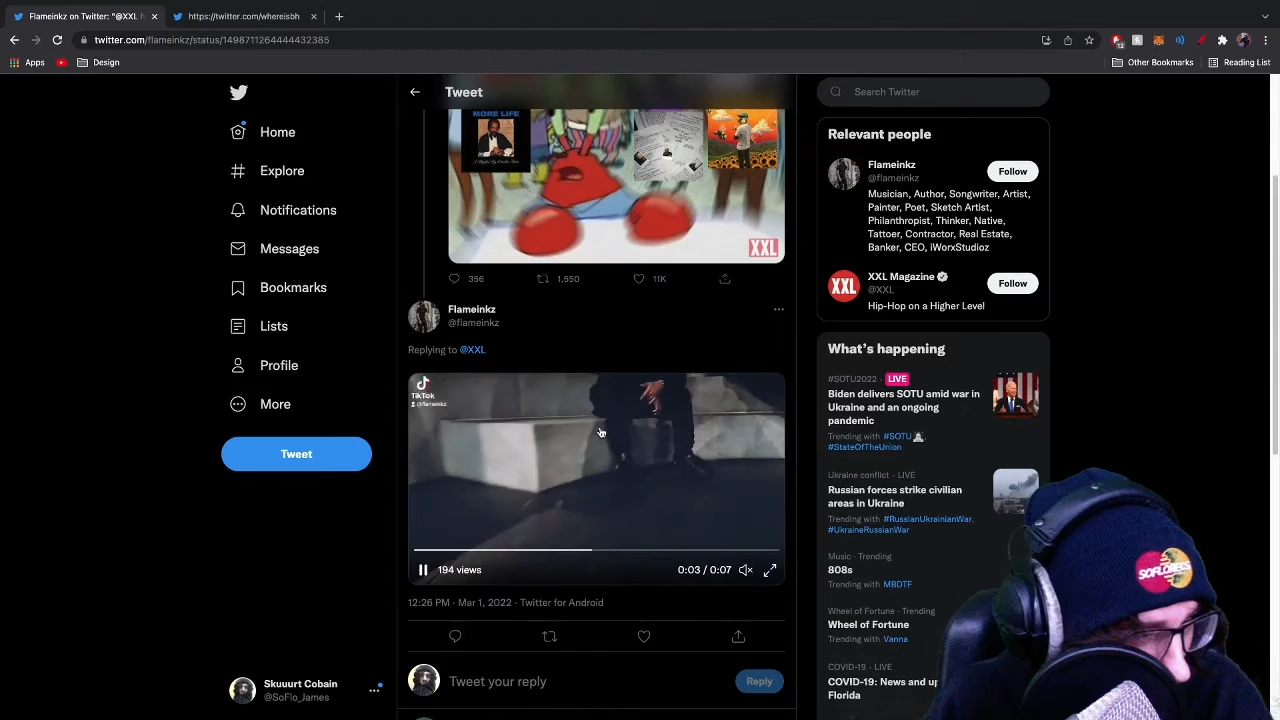 Flameinkz on Twitter: "@XXL h
https://twitter.com/whereisbh
twitter.com/flameinkz/status/1498711264444432385
12
Apps
Design
Other Bookmarks
Reading List
Home
Explore
Notifications
Messages
Bookmarks
Lists
Profile
More
Tweet
Skuuurt Cobain
@SoFlo_James
Tweet
MORE LIFE
XXL
356
1,550
11K
Flameinkz
@flameinkz
Replying to @XXL
TikTok
@flameinkz
194 views
0:03 / 0:07
12:26 PM · Mar 1, 2022 · Twitter for Android
Tweet your reply
Reply
Search Twitter
Relevant people
Flameinkz
@flameinkz
Follow
Musician, Author, Songwriter, Artist,
Painter, Poet, Sketch Artist,
Philanthropist, Thinker, Native,
Tattoer, Contractor, Real Estate,
Banker, CEO, iWorxStudioz
XXL
XXL Magazine
@XXL
Follow
Hip-Hop on a Higher Level
What's happening
#SOTU2022 · LIVE
Biden delivers SOTU amid war in
Ukraine and an ongoing
pandemic
Trending with #SOTU,
#StateOfTheUnion
Ukraine conflict · LIVE
Russian forces strike civilian
areas in Ukraine
Trending with #RussianUkrainianWar,
#UkraineRussianWar
Music · Trending
808s
Trending with MBDTF
Wheel of Fortune · Trending
Wheel of Fortune
Trending with Vanna
COVID-19 · LIVE
COVID-19: News and up
Florida
SOFLORECS